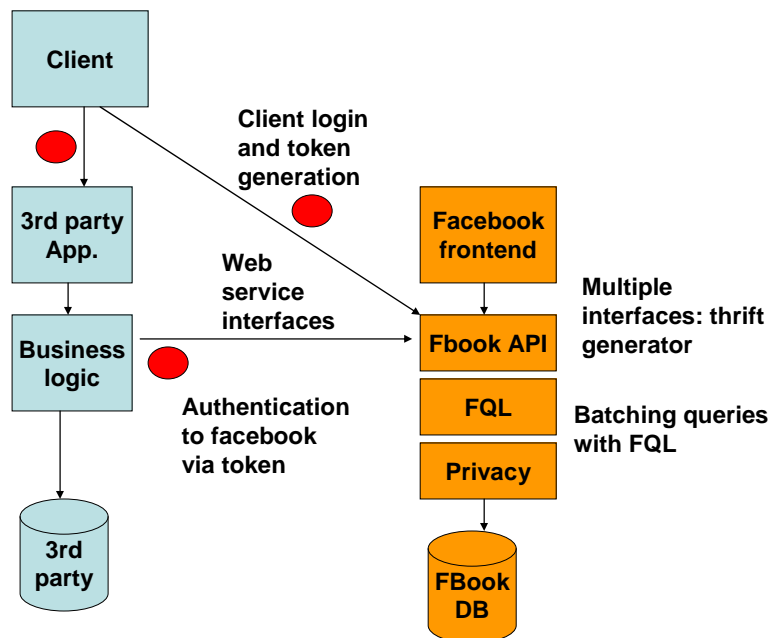 Client
Client login
and token
generation
3rd party
App.
Facebook
frontend
Web
service
interfaces
Multiple
interfaces: thrift
generator
Business
logic
Fbook API
Authentication
to facebook
via token
FQL
Batching queries
with FQL
Privacy
3rd
party
FBook
DB